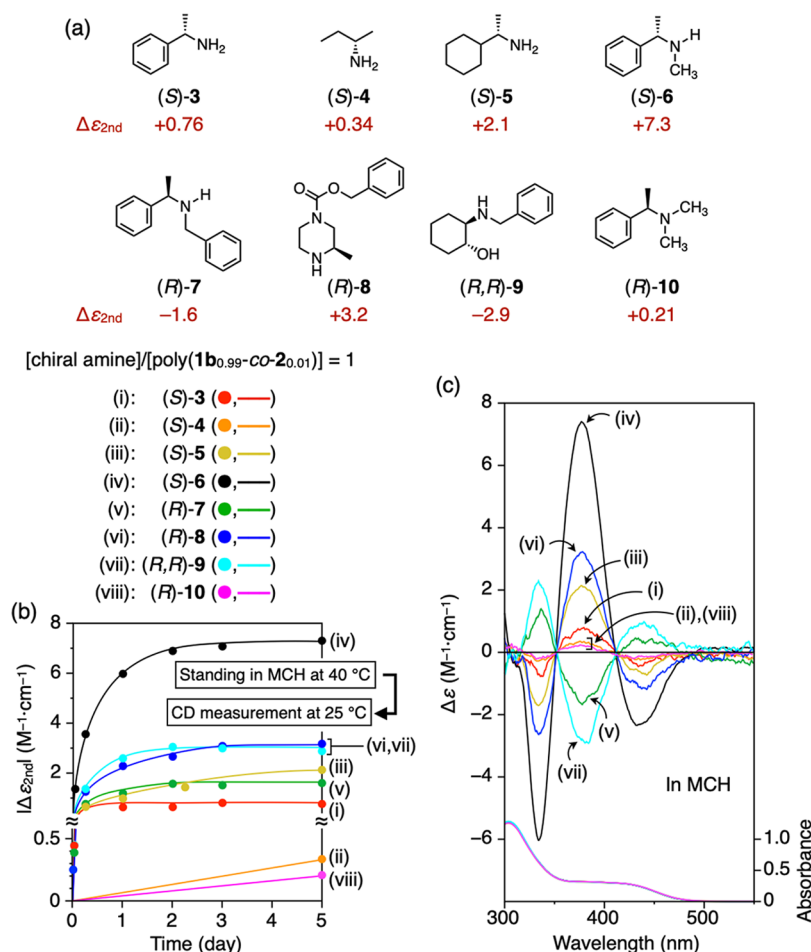 (a)
NH₂
NH₂
NH₂
N H
CH₃
(S)-3 (S)-4 (S)-5 (S)-6
Δε2nd +0.76 +0.34 +2.1 +7.3
N H
O O
N
N H
H N
OH
N CH₃
CH₃
(R)-7 (R)-8 (R,R)-9 (R)-10
Δε2nd −1.6 +3.2 −2.9 +0.21
[chiral amine]/[poly(1b0.99-co-20.01)] = 1
(i): (S)-3 (●,—)
(ii): (S)-4 (●,—)
(iii): (S)-5 (●,—)
(iv): (S)-6 (●,—)
(v): (R)-7 (●,—)
(vi): (R)-8 (●,—)
(vii): (R,R)-9 (●,—)
(viii): (R)-10 (●,—)
(b)
|Δε2nd| (M⁻¹·cm⁻¹)
8
6
4
2
0.5
0
≈ ≈
(iv)
Standing in MCH at 40 °C
CD measurement at 25 °C
(vi,vii)
(iii)
(v)
(i)
(ii)
(viii)
0 1 2 3 4 5
Time (day)
(c)
Δε (M⁻¹·cm⁻¹)
8
6
4
2
0
−2
−4
−6
(iv)
(vi)
(iii)
(i)
(ii),(viii)
(v)
(vii)
In MCH
1.0
0.5
0
Absorbance
300 400 500
Wavelength (nm)